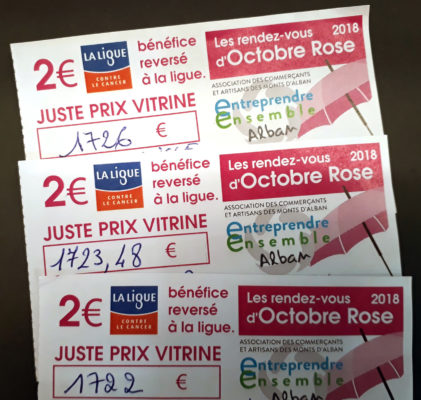 2€
LA LIGUE
CONTRE
LE CANCER
bénéfice
reversé
à la ligue.
JUSTE PRIX VITRINE
1726 €
Les rendez-vous 2018
d'Octobre Rose
ASSOCIATION DES COMMERÇANTS
ET ARTISANS DES MONTS D'ALBAN
Entreprendre
Ensemble
Alban
2€
LA LIGUE
CONTRE
LE CANCER
bénéfice
reversé
à la ligue.
JUSTE PRIX VITRINE
1723,48 €
Les rendez-vous 2018
d'Octobre Rose
ASSOCIATION DES COMMERÇANTS
ET ARTISANS DES MONTS D'ALBAN
Entreprendre
Ensemble
Alban
2€
LA LIGUE
CONTRE
LE CANCER
bénéfice
reversé
à la ligue.
JUSTE PRIX VITRINE
1722 €
Les rendez-vous 2018
d'Octobre Rose
ASSOCIATION DES COMMERÇANTS
ET ARTISANS DES MONTS D'ALBAN
Entreprendre
Ensemble
Alban